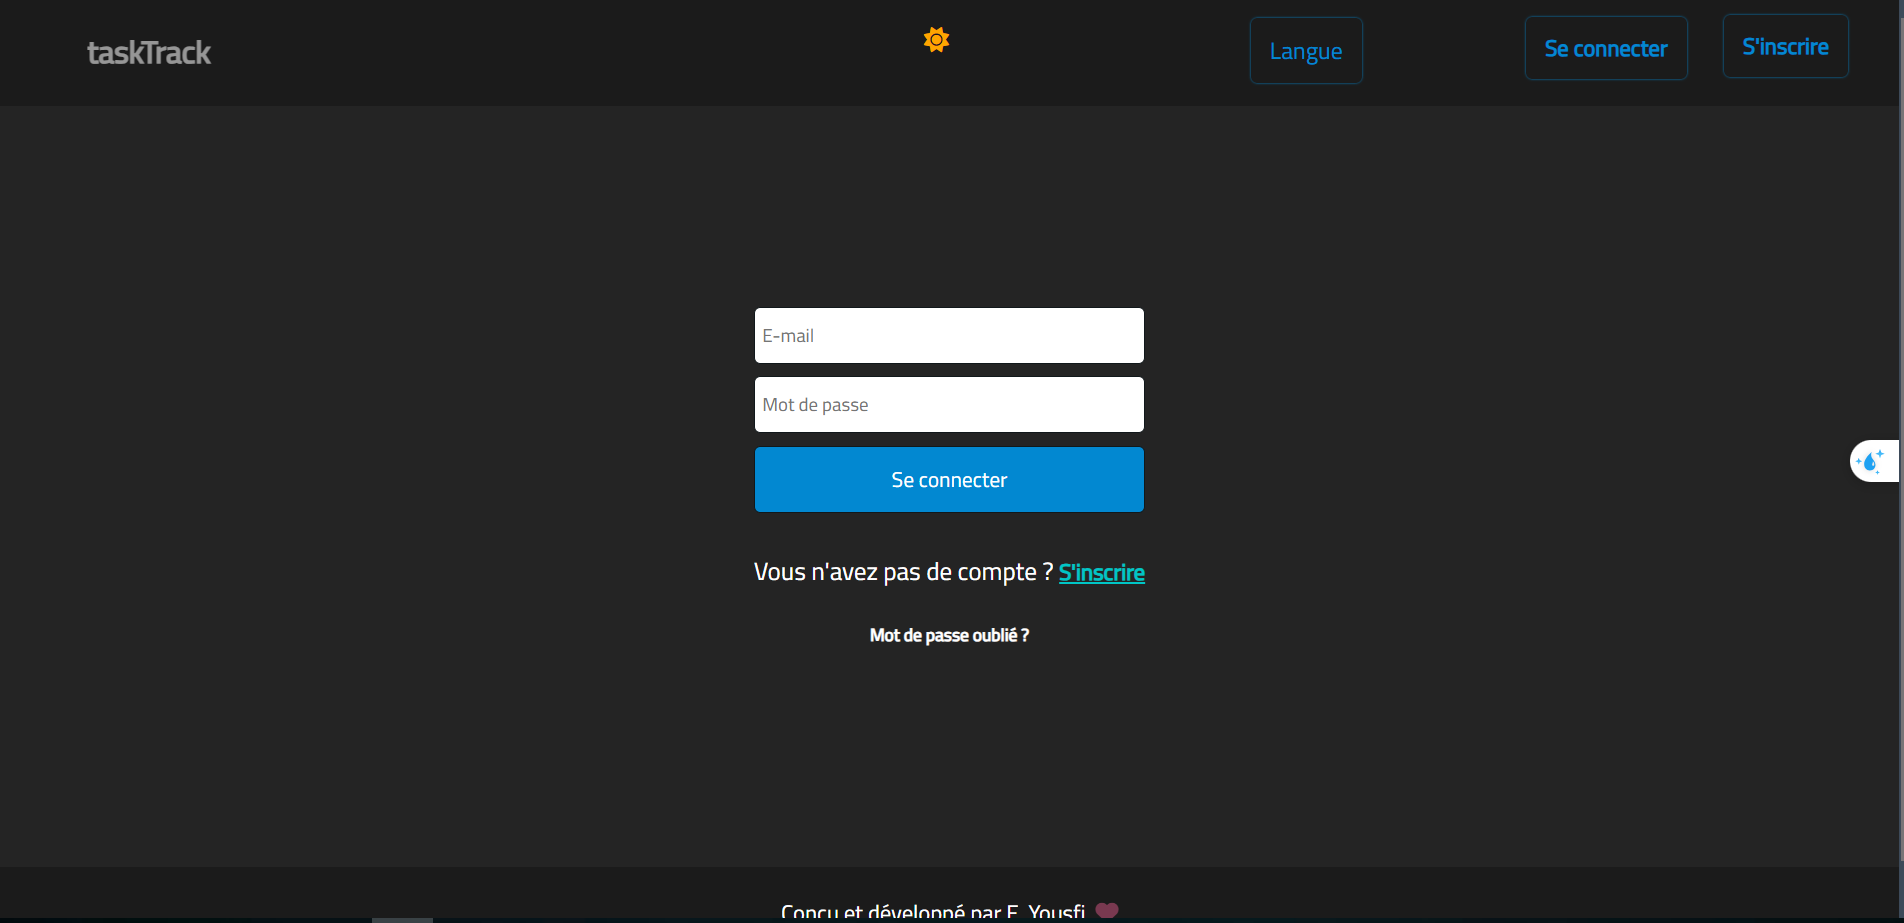 taskTrack
Langue
Se connecter
S'inscrire
E-mail
Mot de passe
Se connecter
Vous n'avez pas de compte ? S'inscrire
Mot de passe oublié ?
Conçu et développé par E. Yousfi